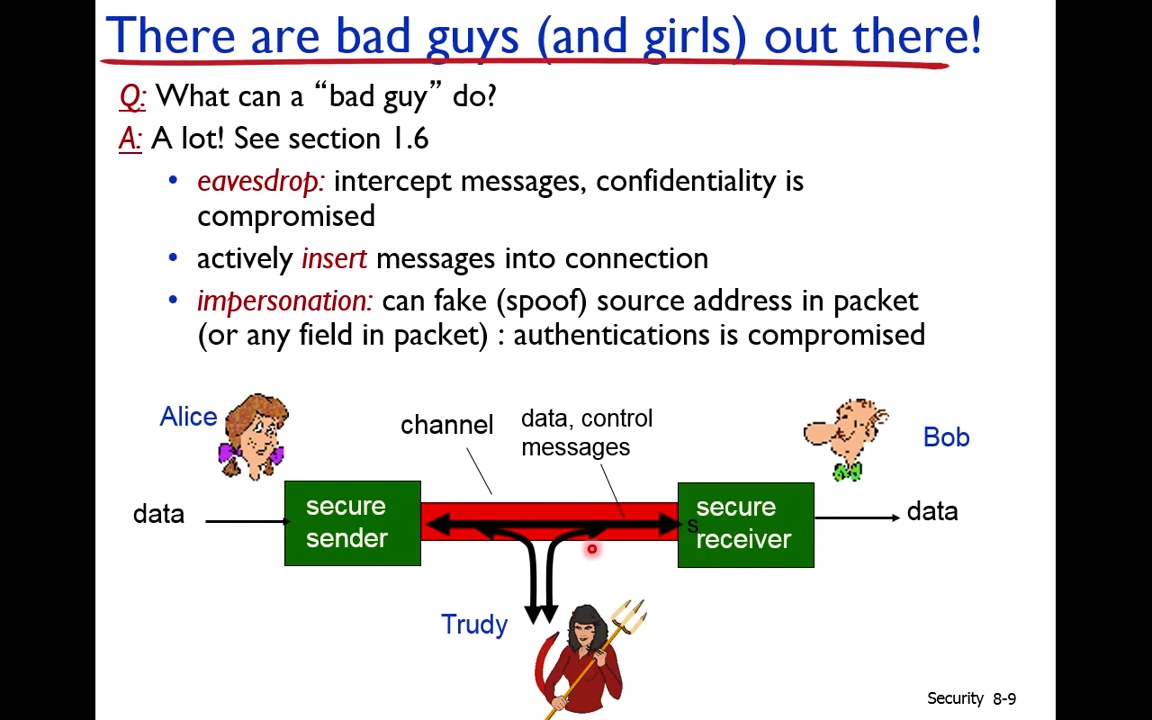 There are bad guys (and girls) out there!
Q: What can a “bad guy” do?
A: A lot! See section 1.6
• eavesdrop: intercept messages, confidentiality is
compromised
• actively insert messages into connection
• impersonation: can fake (spoof) source address in packet
(or any field in packet) : authentications is compromised
Alice
channel
data, control
messages
Bob
data
secure
sender
s
secure
receiver
data
Trudy
Security 8-9